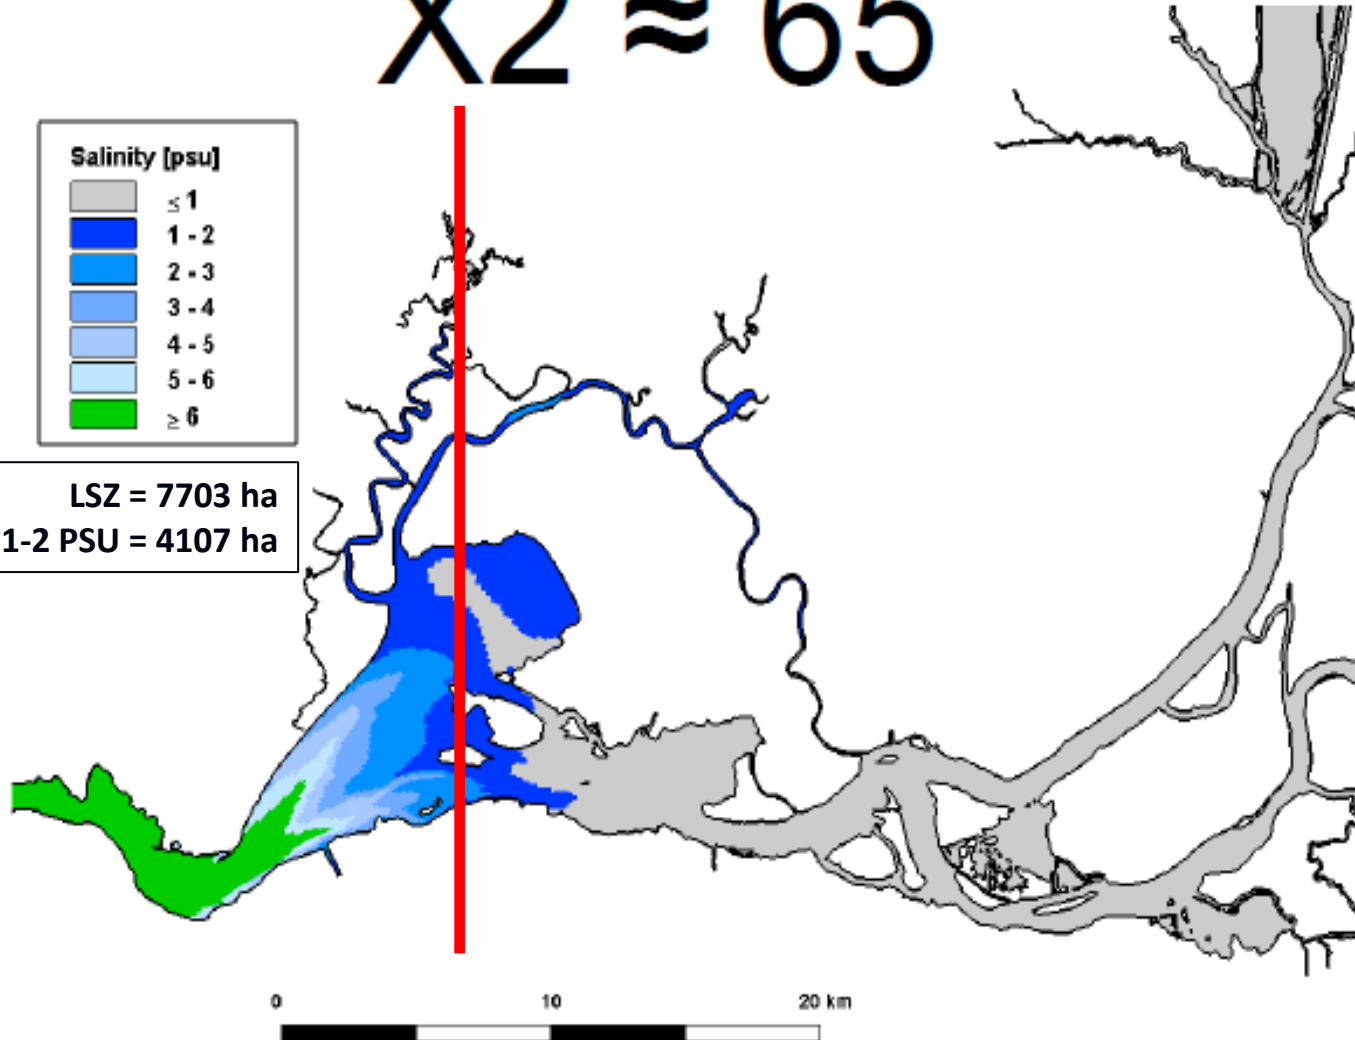 X2 ≈ 65
Salinity [psu]
≤ 1
1 - 2
2 - 3
3 - 4
4 - 5
5 - 6
≥ 6
LSZ = 7703 ha
1-2 PSU = 4107 ha
0 10 20 km